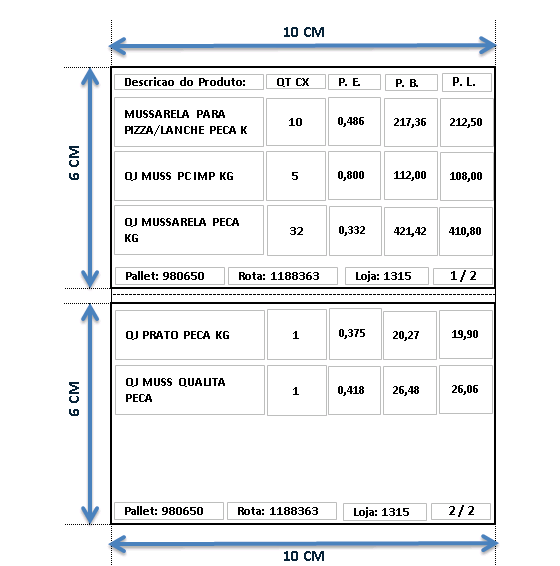 10 CM
6 CM
Descricao do Produto: QT CX P. E. P. B. P. L.
MUSSARELA PARA
PIZZA/LANCHE PECA K 10 0,486 217,36 212,50
QJ MUSS PC IMP KG 5 0,800 112,00 108,00
QJ MUSSARELA PECA
KG 32 0,332 421,42 410,80
Pallet: 980650 Rota: 1188363 Loja: 1315 1 / 2
6 CM
QJ PRATO PECA KG 1 0,375 20,27 19,90
QJ MUSS QUALITA
PECA 1 0,418 26,48 26,06
Pallet: 980650 Rota: 1188363 Loja: 1315 2 / 2
10 CM